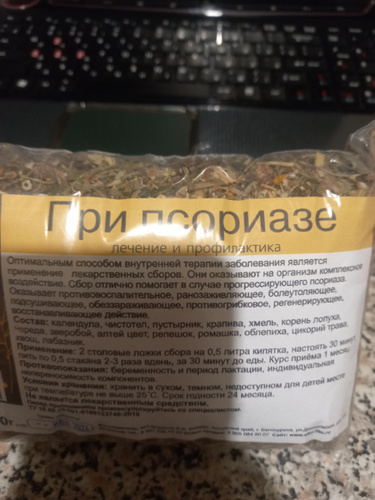 При псориазе
лечение и профилактика
Оптимальным способом внутренней терапии заболевания является
применение лекарственных сборов. Они оказывают на организм комплексное
воздействие. Сбор отлично помогает в случае прогрессирующего псориаза.
Оказывает противовоспалительное, ранозаживляющее, болеутоляющее,
подсушивающее, обеззараживающее, противогрибковое, регенерирующее,
восстанавливающее действие.
Состав: календула, чистотел, пустырник, крапива, хмель, корень лопуха,
череда, зверобой, алтей цвет, репешок, ромашка, облепиха, цикорий трава,
хвощ, лабазник.
Применение: 2 столовые ложки сбора на 0,5 литра кипятка, настоять 30 минут,
пить по 0,5 стакана 2-3 раза вдень, за 30 минут до еды. Курс приёма 1 месяц.
Противопоказания: беременность и период лактации, индивидуальная
непереносимость компонентов.
Условия хранения: хранить в сухом, темном, недоступном для детей месте
при температуре не выше 25°С. Срок годности 24 месяца.
Не является лекарственным средством.